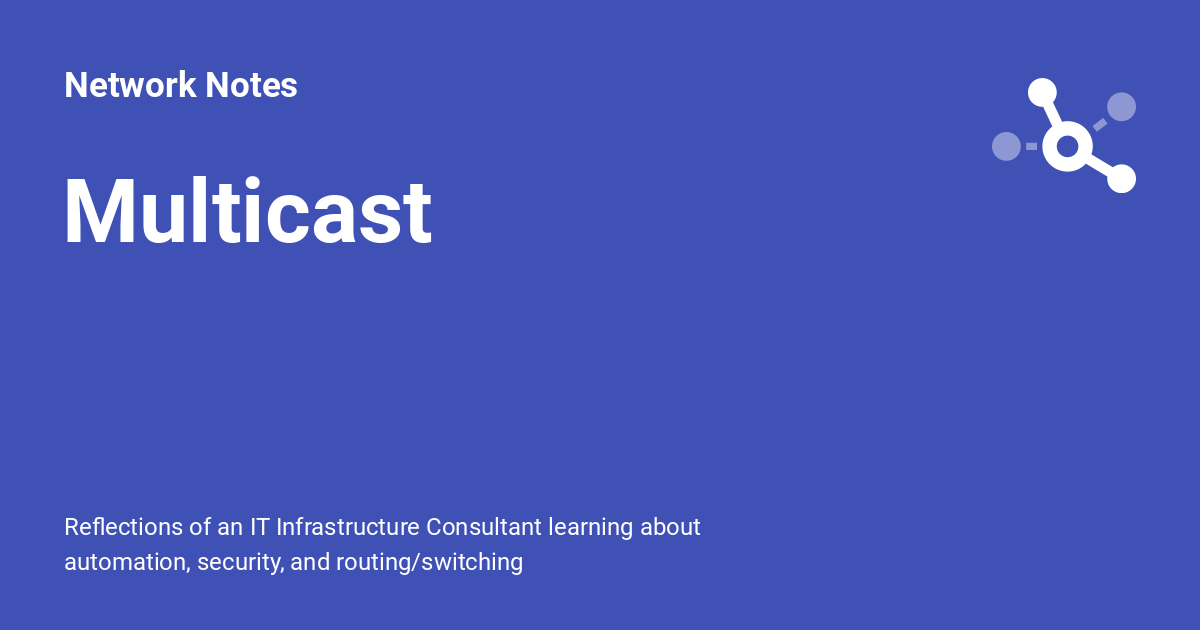 Network Notes
Multicast
Reflections of an IT Infrastructure Consultant learning about
automation, security, and routing/switching